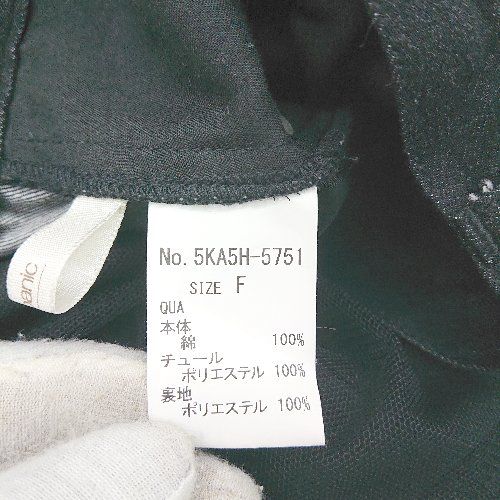 No. 5KA5H-5751
SIZE F
QUA
本体
綿 100%
チュール
ポリエステル 100%
裏地
ポリエステル 100%